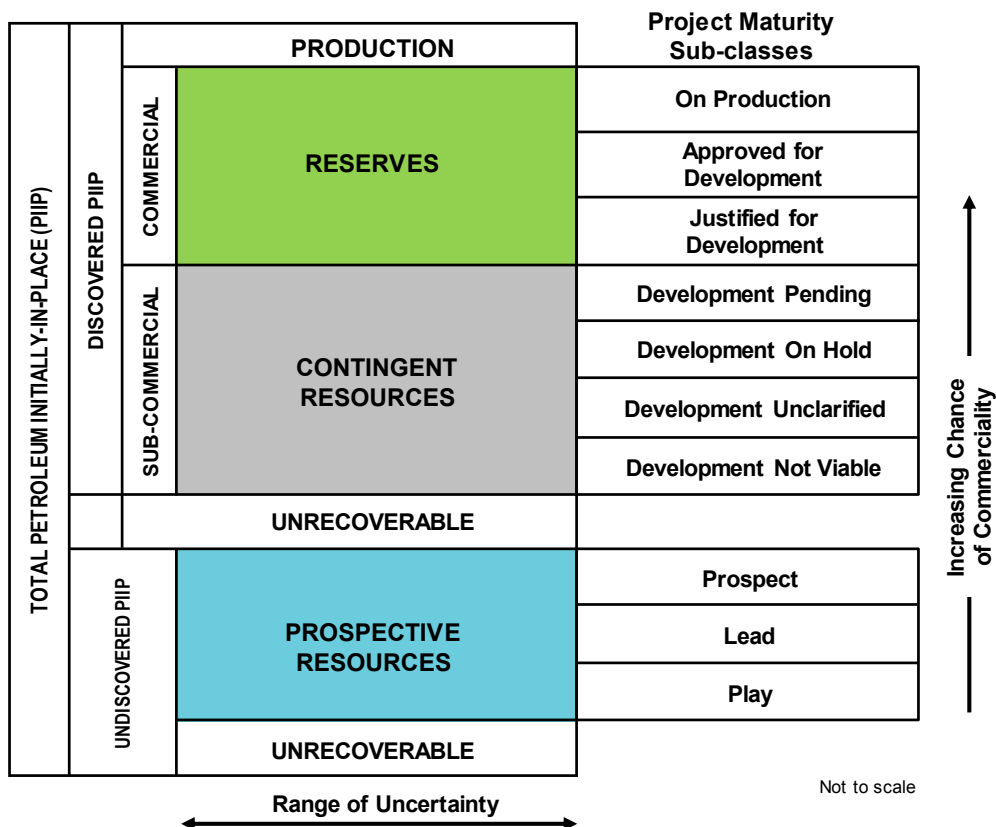 Project Maturity
Sub-classes
PRODUCTION
TOTAL PETROLEUM INITIALLY-IN-PLACE (PIIP)
DISCOVERED PIIP
COMMERCIAL
RESERVES
On Production
Approved for
Development
Justified for
Development
SUB-COMMERCIAL
CONTINGENT
RESOURCES
Development Pending
Development On Hold
Development Unclarified
Development Not Viable
UNRECOVERABLE
UNDISCOVERED PIIP
PROSPECTIVE
RESOURCES
Prospect
Lead
Play
UNRECOVERABLE
Increasing Chance
of Commerciality
Not to scale
Range of Uncertainty